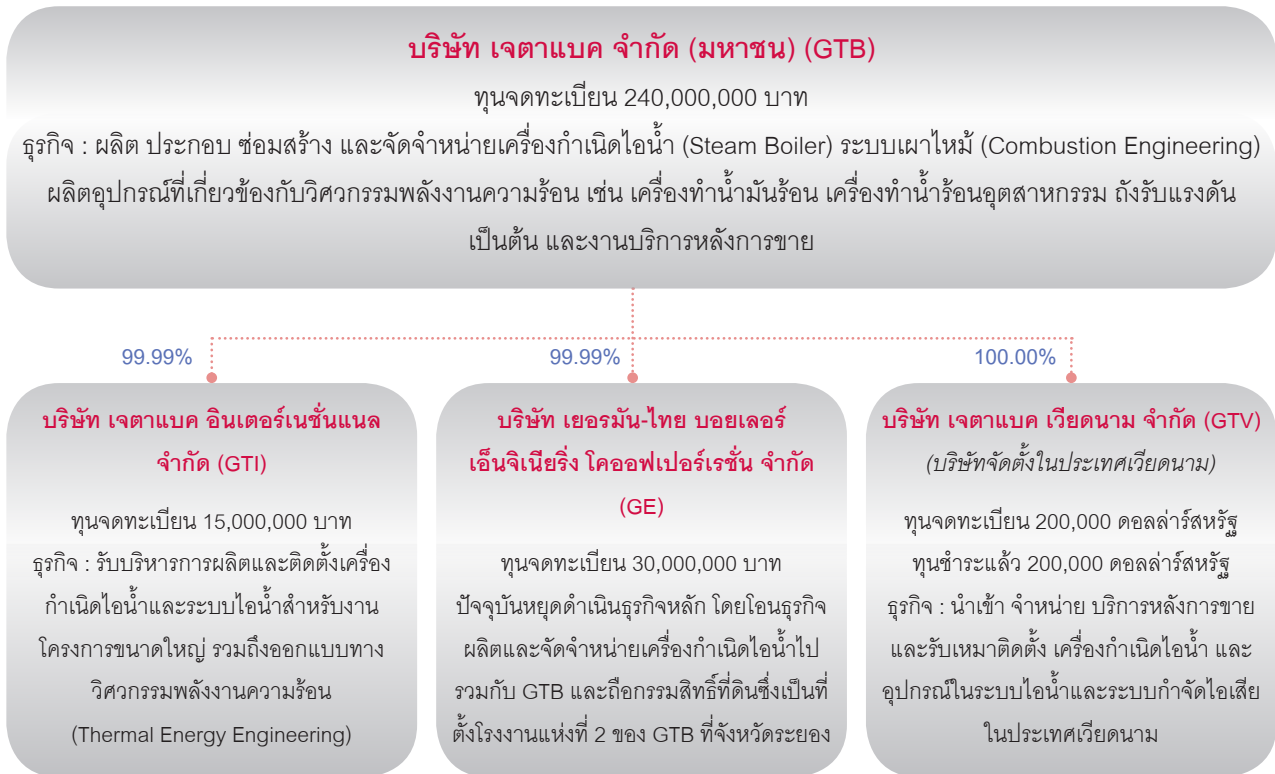 บริษัท เจตาแบค จำกัด (มหาชน) (GTB)
ทุนจดทะเบียน 240,000,000 บาท
ธุรกิจ : ผลิต ประกอบ ซ่อมสร้าง และจัดจำหน่ายเครื่องกำเนิดไอน้ำ (Steam Boiler) ระบบเผาไหม้ (Combustion Engineering)
ผลิตอุปกรณ์ที่เกี่ยวข้องกับวิศวกรรมพลังงานความร้อน เช่น เครื่องทำน้ำมันร้อน เครื่องทำน้ำร้อนอุตสาหกรรม ถังรับแรงดัน
เป็นต้น และงานบริการหลังการขาย
99.99%
บริษัท เจตาแบค อินเตอร์เนชั่นแนล
จำกัด (GTI)
ทุนจดทะเบียน 15,000,000 บาท
ธุรกิจ : รับบริหารการผลิตและติดตั้งเครื่อง
กำเนิดไอน้ำและระบบไอน้ำสำหรับงาน
โครงการขนาดใหญ่ รวมถึงออกแบบทาง
วิศวกรรมพลังงานความร้อน
(Thermal Energy Engineering)
99.99%
บริษัท เยอรมัน-ไทย บอยเลอร์
เอ็นจิเนียริ่ง โคออฟเปอร์เรชั่น จำกัด
(GE)
ทุนจดทะเบียน 30,000,000 บาท
ปัจจุบันหยุดดำเนินธุรกิจหลัก โดยโอนธุรกิจ
ผลิตและจัดจำหน่ายเครื่องกำเนิดไอน้ำไป
รวมกับ GTB และถือกรรมสิทธิ์ที่ดินซึ่งเป็นที่
ตั้งโรงงานแห่งที่ 2 ของ GTB ที่จังหวัดระยอง
100.00%
บริษัท เจตาแบค เวียดนาม จำกัด (GTV)
(บริษัทจัดตั้งในประเทศเวียดนาม)
ทุนจดทะเบียน 200,000 ดอลล่าร์สหรัฐ
ทุนชำระแล้ว 200,000 ดอลล่าร์สหรัฐ
ธุรกิจ : นำเข้า จำหน่าย บริการหลังการขาย
และรับเหมาติดตั้ง เครื่องกำเนิดไอน้ำ และ
อุปกรณ์ในระบบไอน้ำและระบบกำจัดไอเสีย
ในประเทศเวียดนาม